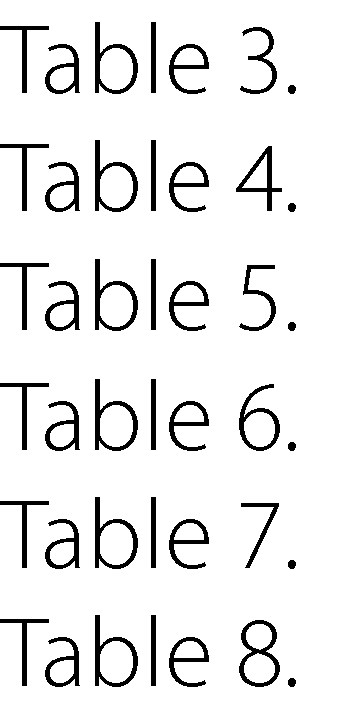 Table 3.
Table 4.
Table 5.
Table 6.
Table 7.
Table 8.